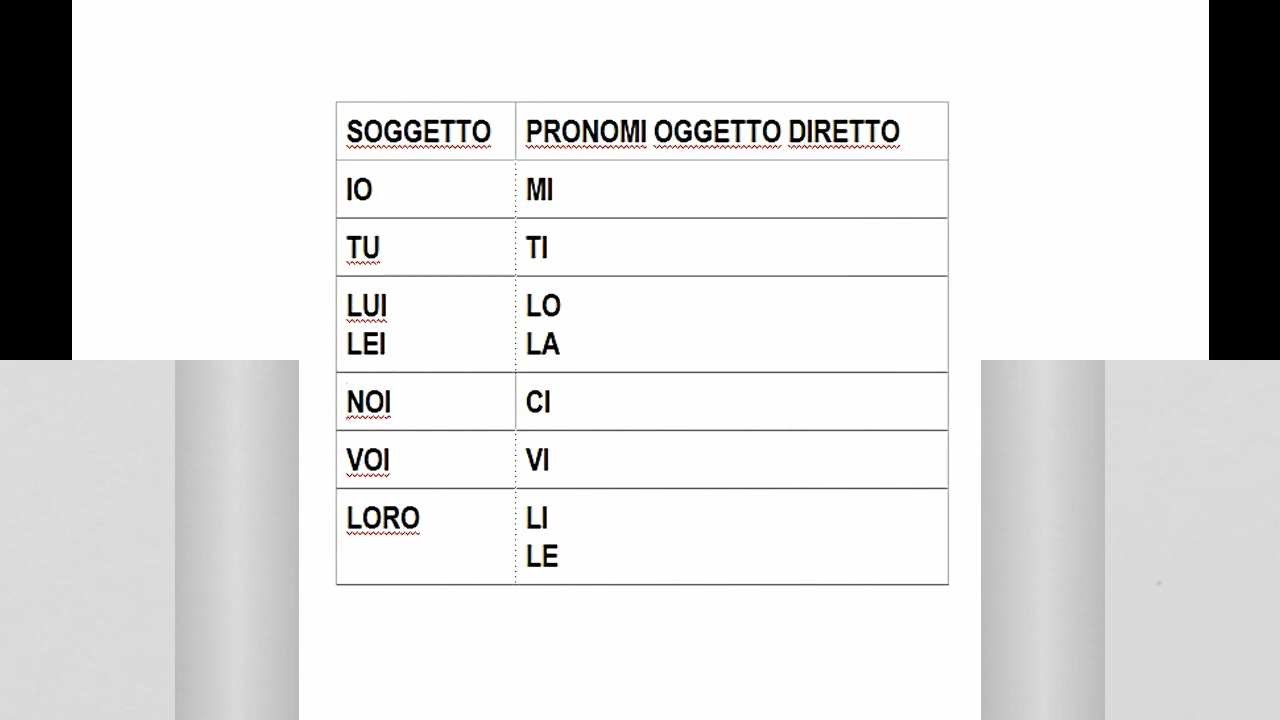 SOGGETTO PRONOMI OGGETTO DIRETTO
IO MI
TU TI
LUI LO
LEI LA
NOI CI
VOI VI
LORO LI
LE